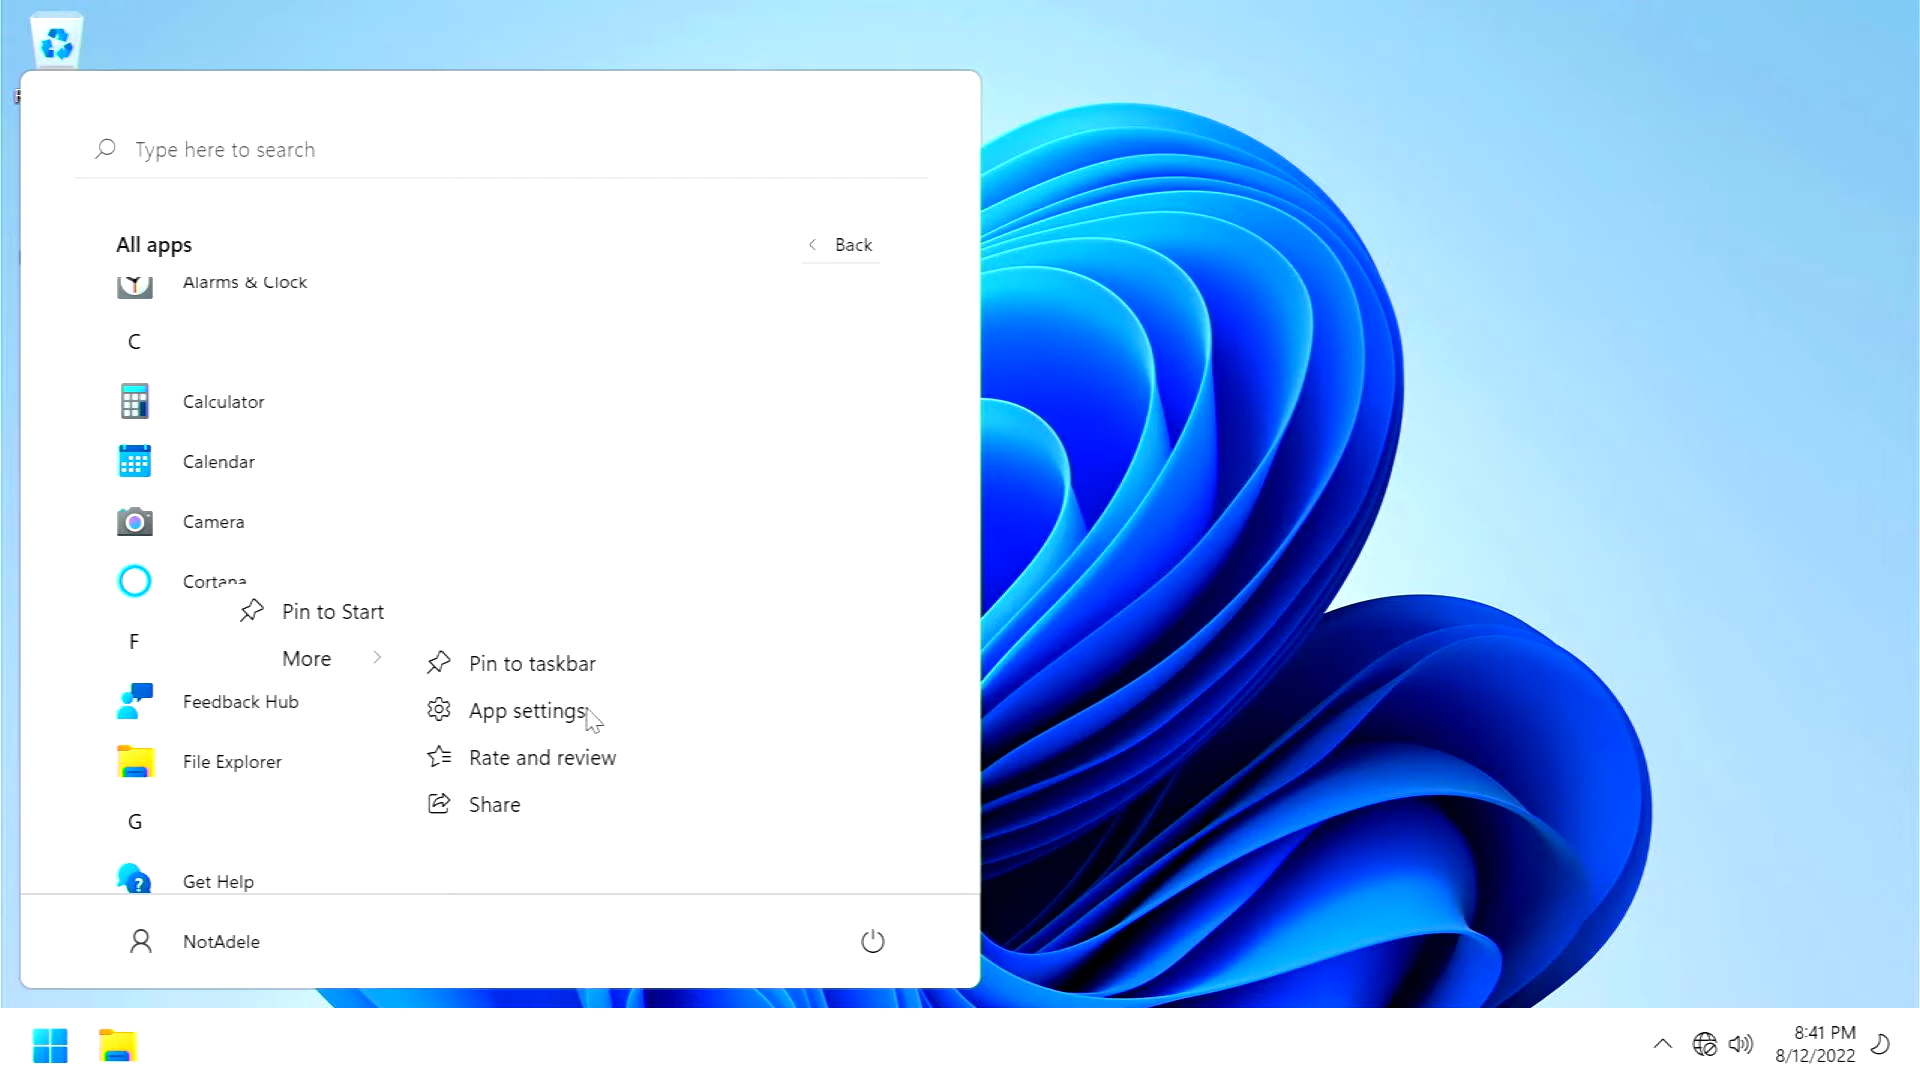 Type here to search
All apps
Back
Alarms & Clock
C
Calculator
Calendar
Camera
Cortana
Pin to Start
F
More
Pin to taskbar
Feedback Hub
App settings
Rate and review
File Explorer
Share
G
Get Help
NotAdele
8:41 PM
8/12/2022